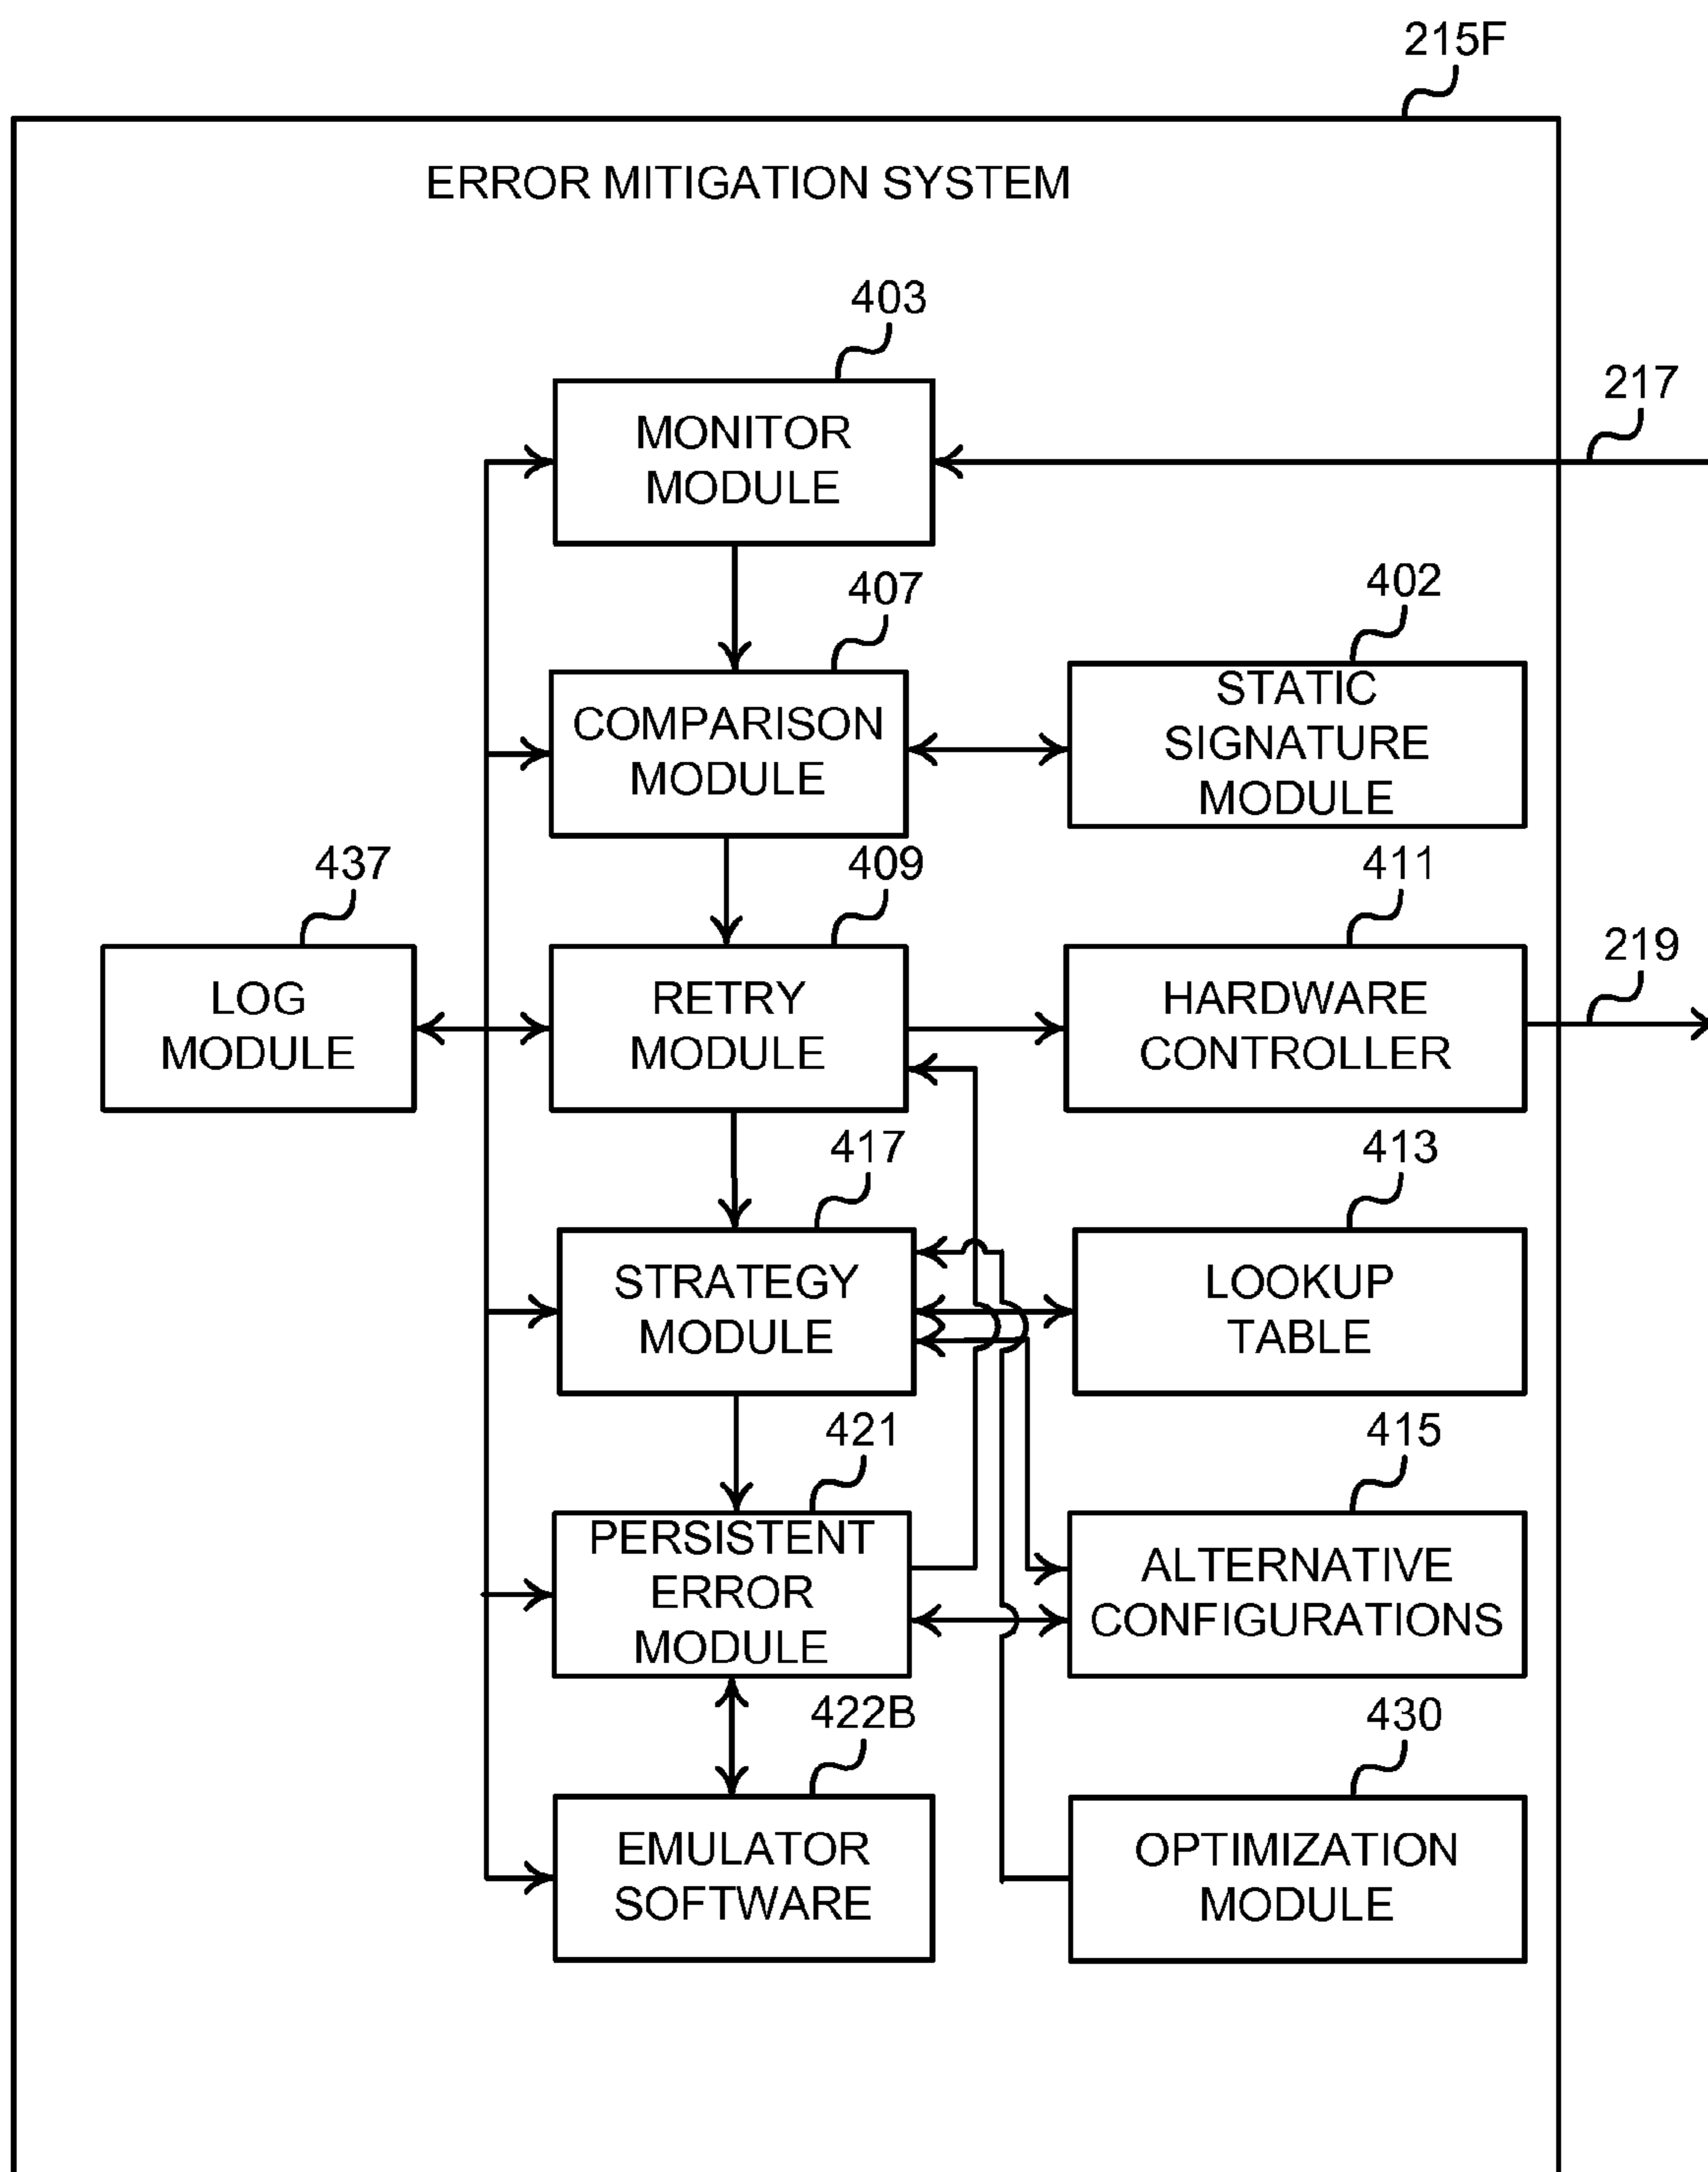 215F
ERROR MITIGATION SYSTEM
403
MONITOR
MODULE
217
407
COMPARISON
MODULE
402
STATIC
SIGNATURE
MODULE
437
LOG
MODULE
409
RETRY
MODULE
411
HARDWARE
CONTROLLER
219
417
STRATEGY
MODULE
413
LOOKUP
TABLE
421
PERSISTENT
ERROR
MODULE
415
ALTERNATIVE
CONFIGURATIONS
422B
EMULATOR
SOFTWARE
430
OPTIMIZATION
MODULE